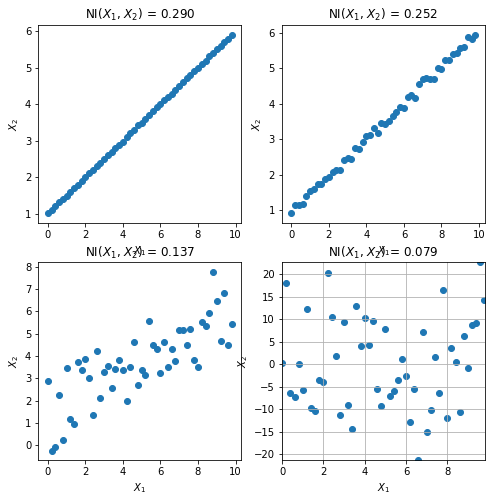 NI(X₁, X₂) = 0.290
6
5
4
3
2
1
0 2 4 6 8 10
X₂
X₁
NI(X₁, X₂) = 0.252
6
5
4
3
2
1
0 2 4 6 8 10
X₂
X₁
NI(X₁, X₂) = 0.137
8
7
6
5
4
3
2
1
0
0 2 4 6 8 10
X₂
X₁
NI(X₁, X₂) = 0.079
20
15
10
5
0
−5
−10
−15
−20
0 2 4 6 8
X₂
X₁